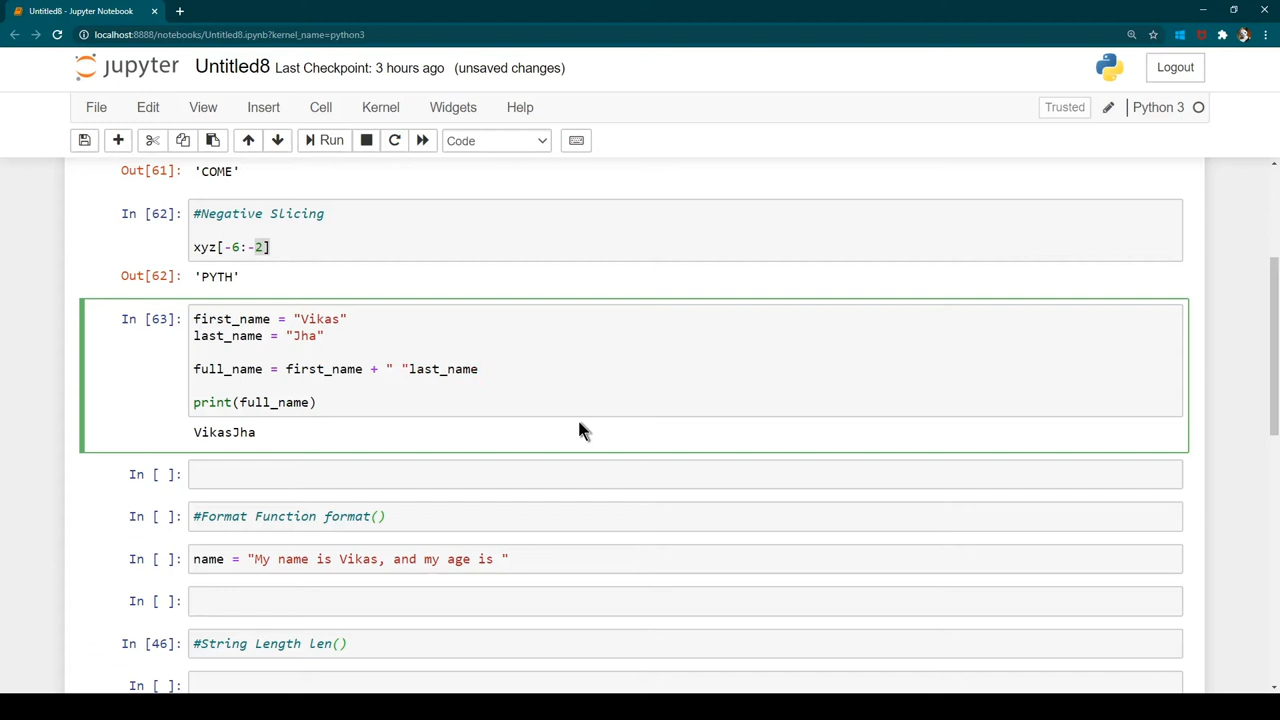 Untitled8 - Jupyter Notebook
localhost:8888/notebooks/Untitled8.ipynb?kernel_name=python3
jupyter Untitled8 Last Checkpoint: 3 hours ago (unsaved changes) Logout
File Edit View Insert Cell Kernel Widgets Help Trusted Python 3
Run Code
Out[61]: 'COME'
In [62]: #Negative Slicing
xyz[-6:-2]
Out[62]: 'PYTH'
In [63]: first_name = "Vikas"
last_name = "Jha"
full_name = first_name + " "last_name
print(full_name)
VikasJha
In [ ]:
In [ ]: #Format Function format()
In [ ]: name = "My name is Vikas, and my age is "
In [ ]:
In [46]: #String Length len()
In [ ]: